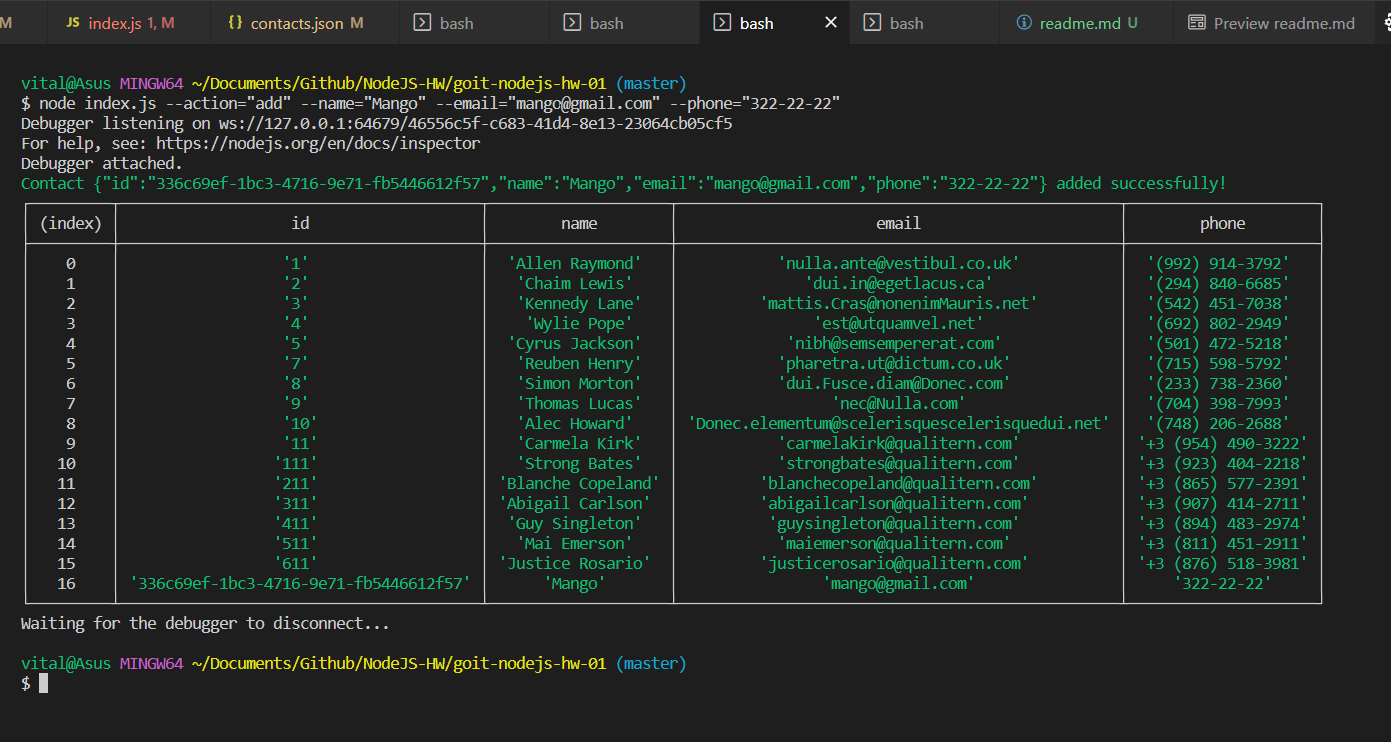 M JS index.js 1, M {} contacts.json M bash bash bash × bash readme.md U Preview readme.md
vital@Asus MINGW64 ~/Documents/Github/NodeJS-HW/goit-nodejs-hw-01 (master)
$ node index.js --action="add" --name="Mango" --email="mango@gmail.com" --phone="322-22-22"
Debugger listening on ws://127.0.0.1:64679/46556c5f-c683-41d4-8e13-23064cb05cf5
For help, see: https://nodejs.org/en/docs/inspector
Debugger attached.
Contact {"id":"336c69ef-1bc3-4716-9e71-fb5446612f57","name":"Mango","email":"mango@gmail.com","phone":"322-22-22"} added successfully!
(index) id name email phone
0 '1' 'Allen Raymond' 'nulla.ante@vestibul.co.uk' '(992) 914-3792'
1 '2' 'Chaim Lewis' 'dui.in@egetlacus.ca' '(294) 840-6685'
2 '3' 'Kennedy Lane' 'mattis.Cras@nonenimMauris.net' '(542) 451-7038'
3 '4' 'Wylie Pope' 'est@utquamvel.net' '(692) 802-2949'
4 '5' 'Cyrus Jackson' 'nibh@semsempererat.com' '(501) 472-5218'
5 '7' 'Reuben Henry' 'pharetra.ut@dictum.co.uk' '(715) 598-5792'
6 '8' 'Simon Morton' 'dui.Fusce.diam@Donec.com' '(233) 738-2360'
7 '9' 'Thomas Lucas' 'nec@Nulla.com' '(704) 398-7993'
8 '10' 'Alec Howard' 'Donec.elementum@scelerisquescelerisquedui.net' '(748) 206-2688'
9 '11' 'Carmela Kirk' 'carmelakirk@qualitern.com' '+3 (954) 490-3222'
10 '111' 'Strong Bates' 'strongbates@qualitern.com' '+3 (923) 404-2218'
11 '211' 'Blanche Copeland' 'blanchecopeland@qualitern.com' '+3 (865) 577-2391'
12 '311' 'Abigail Carlson' 'abigailcarlson@qualitern.com' '+3 (907) 414-2711'
13 '411' 'Guy Singleton' 'guysingleton@qualitern.com' '+3 (894) 483-2974'
14 '511' 'Mai Emerson' 'maiemerson@qualitern.com' '+3 (811) 451-2911'
15 '611' 'Justice Rosario' 'justicerosario@qualitern.com' '+3 (876) 518-3981'
16 '336c69ef-1bc3-4716-9e71-fb5446612f57' 'Mango' 'mango@gmail.com' '322-22-22'
Waiting for the debugger to disconnect...
vital@Asus MINGW64 ~/Documents/Github/NodeJS-HW/goit-nodejs-hw-01 (master)
$